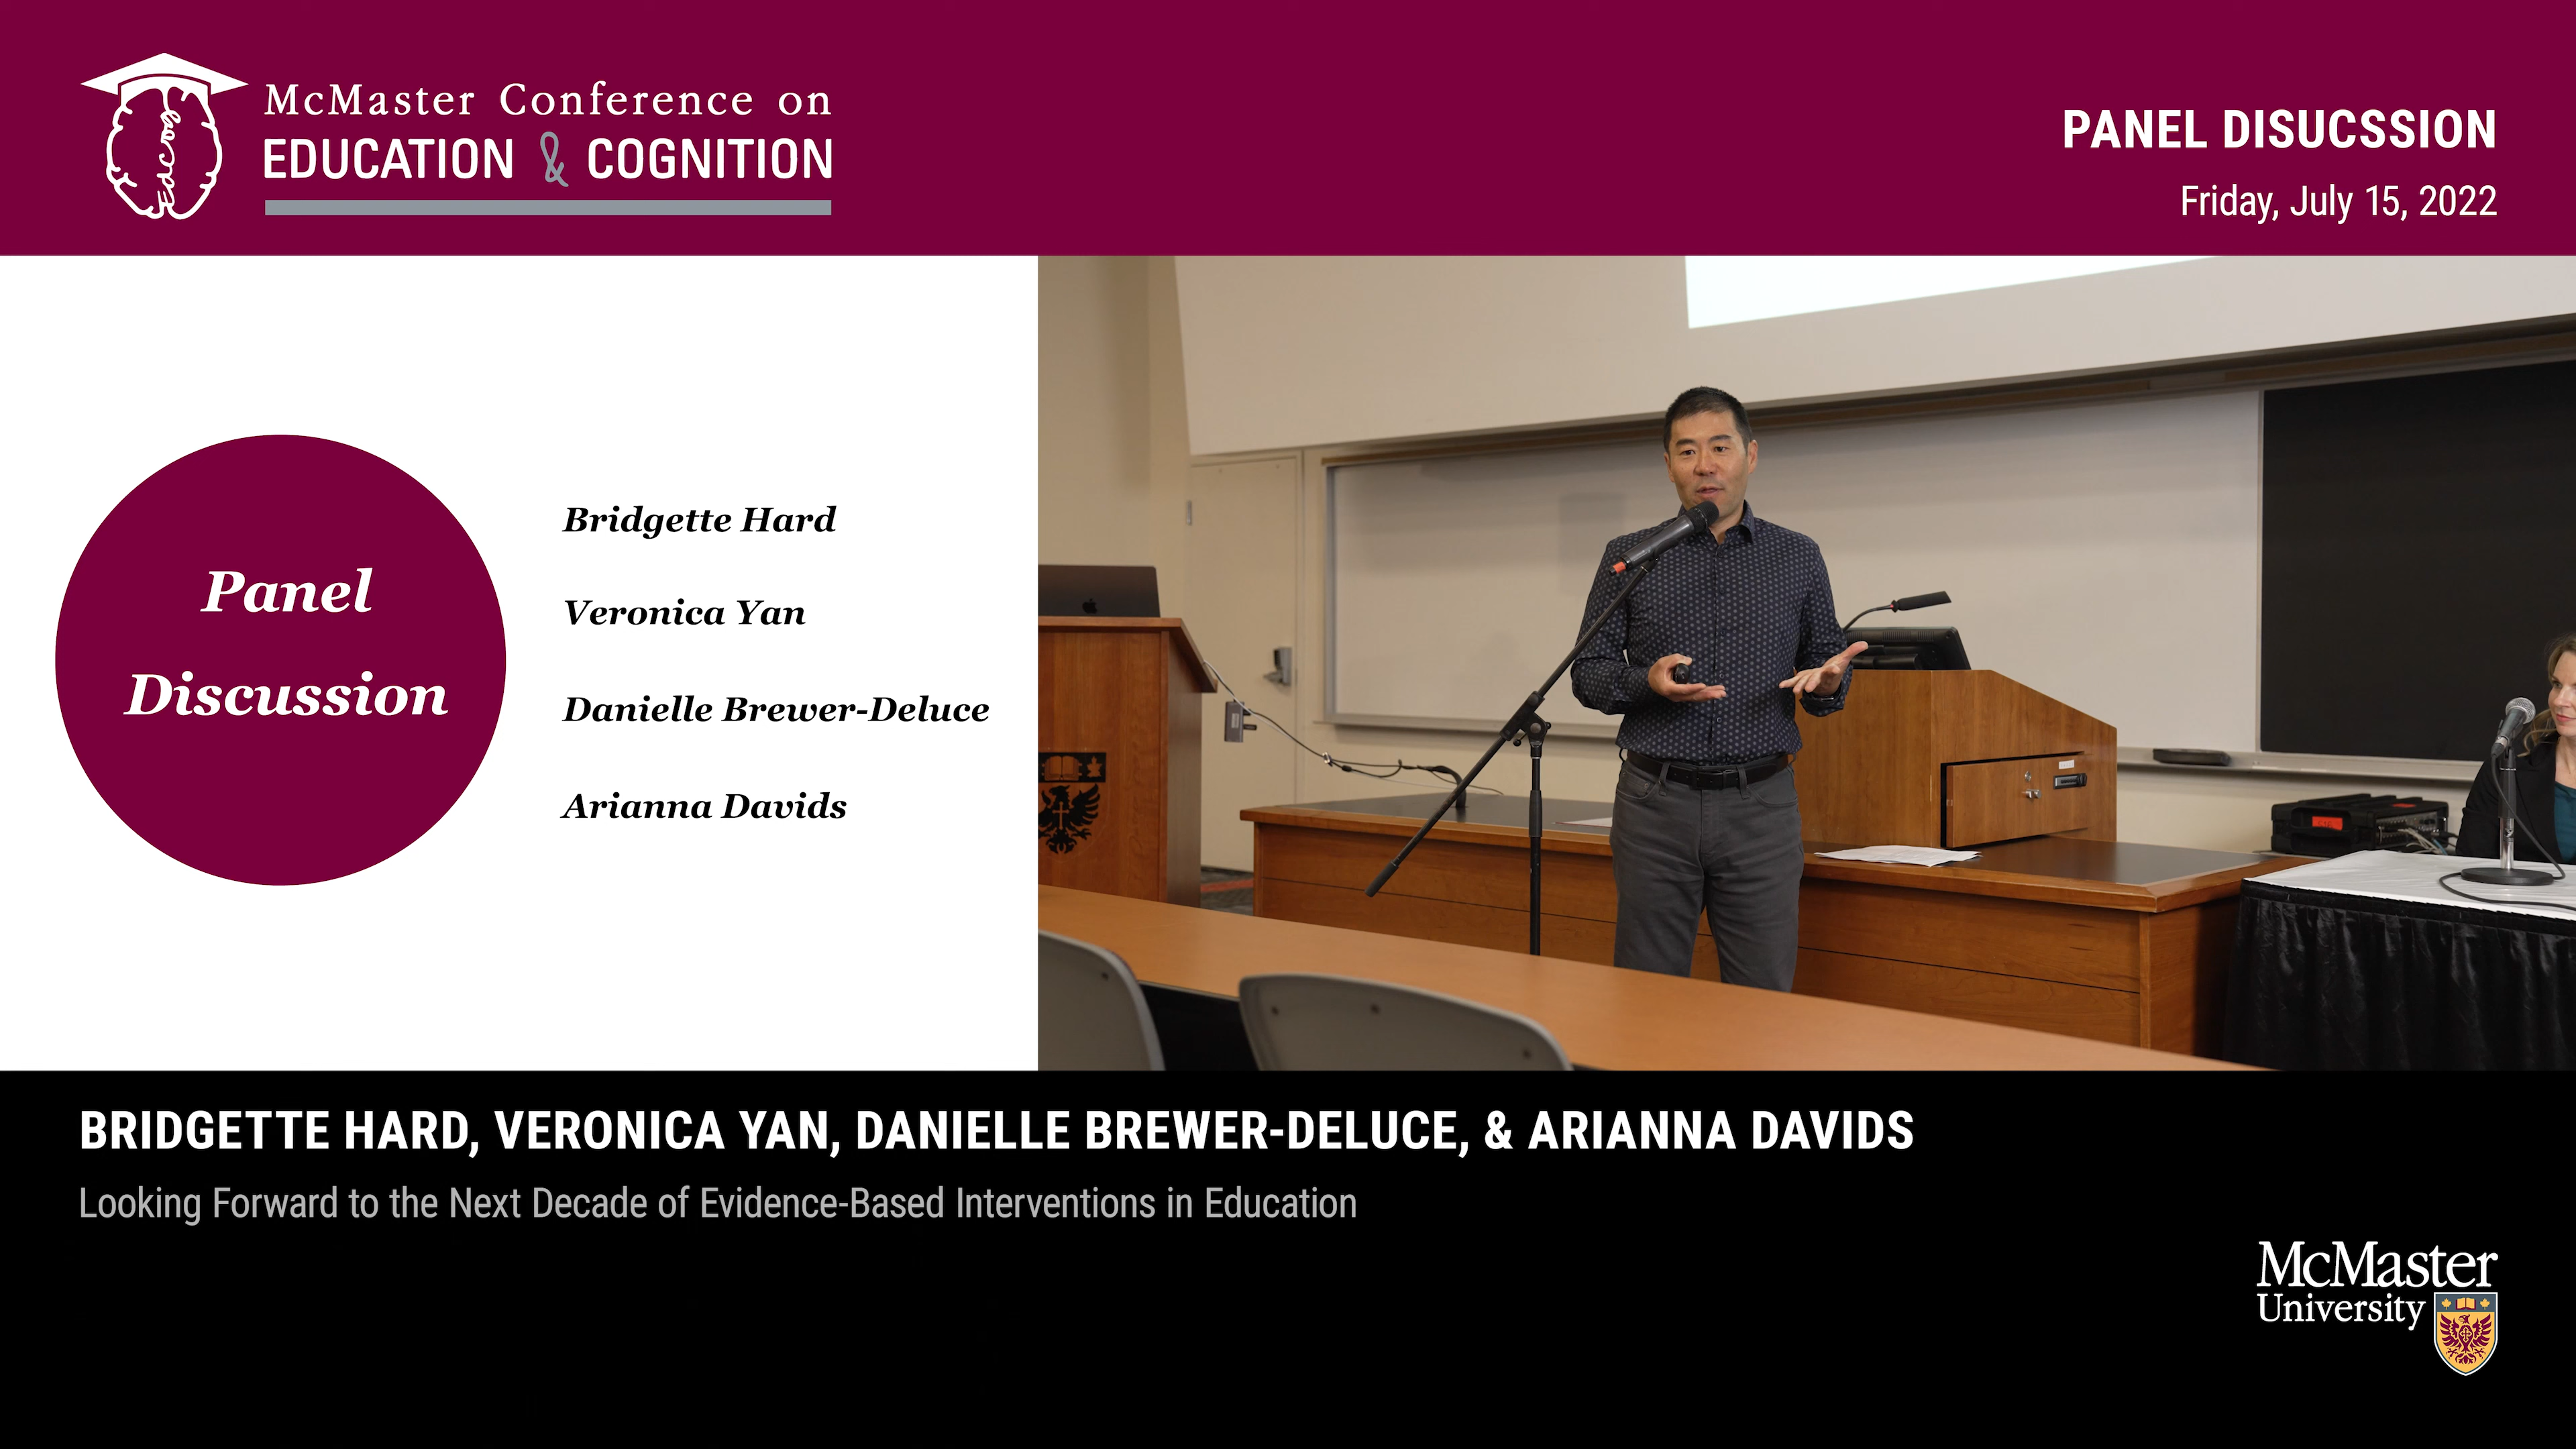 McMaster Conference on
EDUCATION & COGNITION
EdCog
PANEL DISUCSSION
Friday, July 15, 2022
Panel
Discussion
Bridgette Hard
Veronica Yan
Danielle Brewer-Deluce
Arianna Davids
BRIDGETTE HARD, VERONICA YAN, DANIELLE BREWER-DELUCE, & ARIANNA DAVIDS
Looking Forward to the Next Decade of Evidence-Based Interventions in Education
McMaster
University